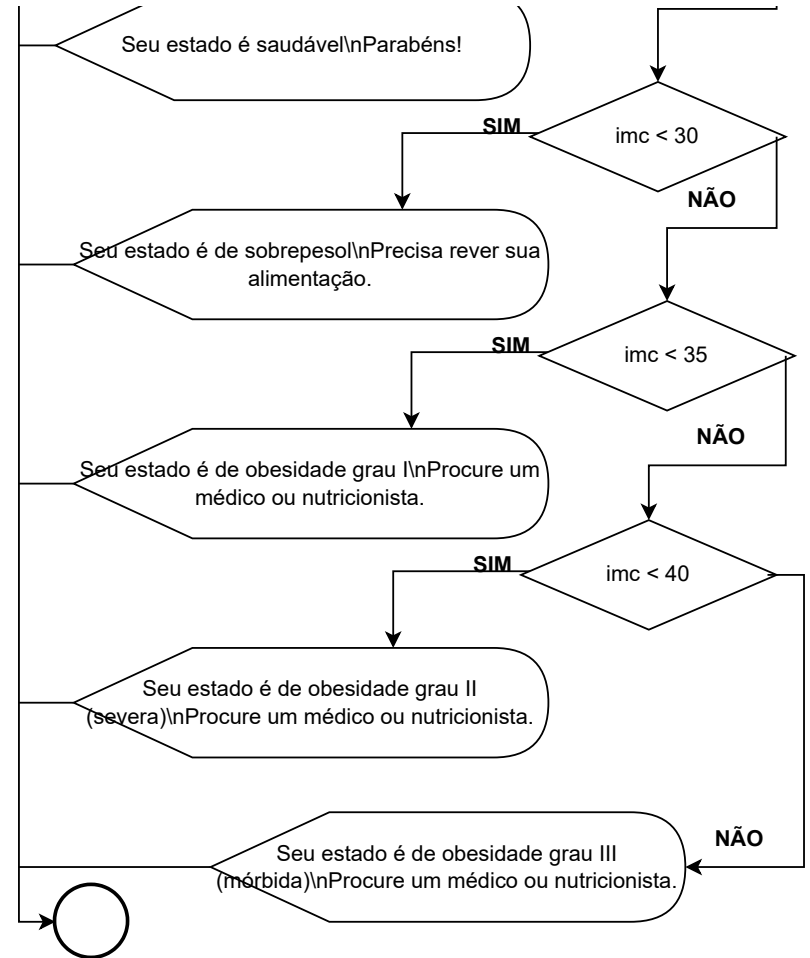 Seu estado é saudável\nParabéns!
SIM
imc < 30
NÃO
Seu estado é de sobrepesol\nPrecisa rever sua
alimentação.
SIM
imc < 35
NÃO
Seu estado é de obesidade grau I\nProcure um
médico ou nutricionista.
SIM
imc < 40
Seu estado é de obesidade grau II
(severa)\nProcure um médico ou nutricionista.
NÃO
Seu estado é de obesidade grau III
(mórbida)\nProcure um médico ou nutricionista.